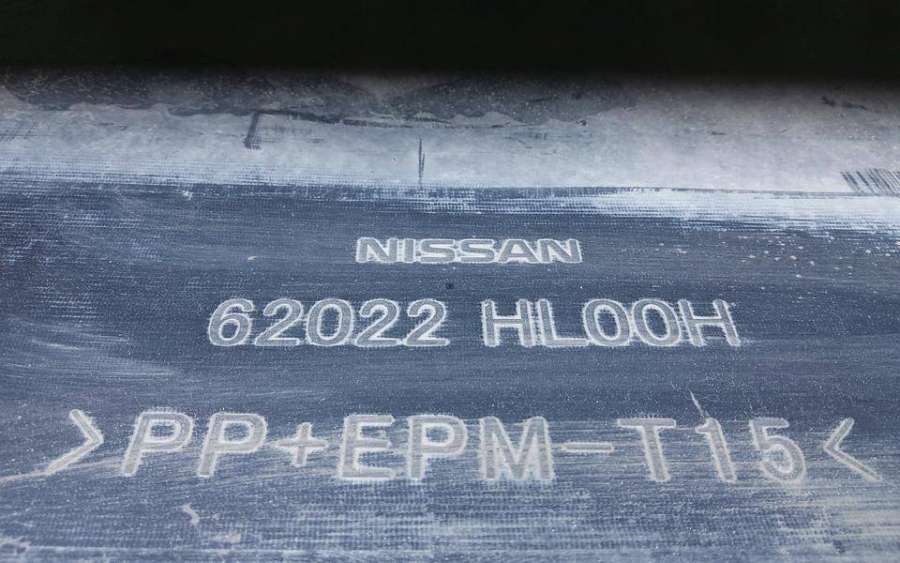 NISSAN
62022 HL00H
>PP+EPM-T15<